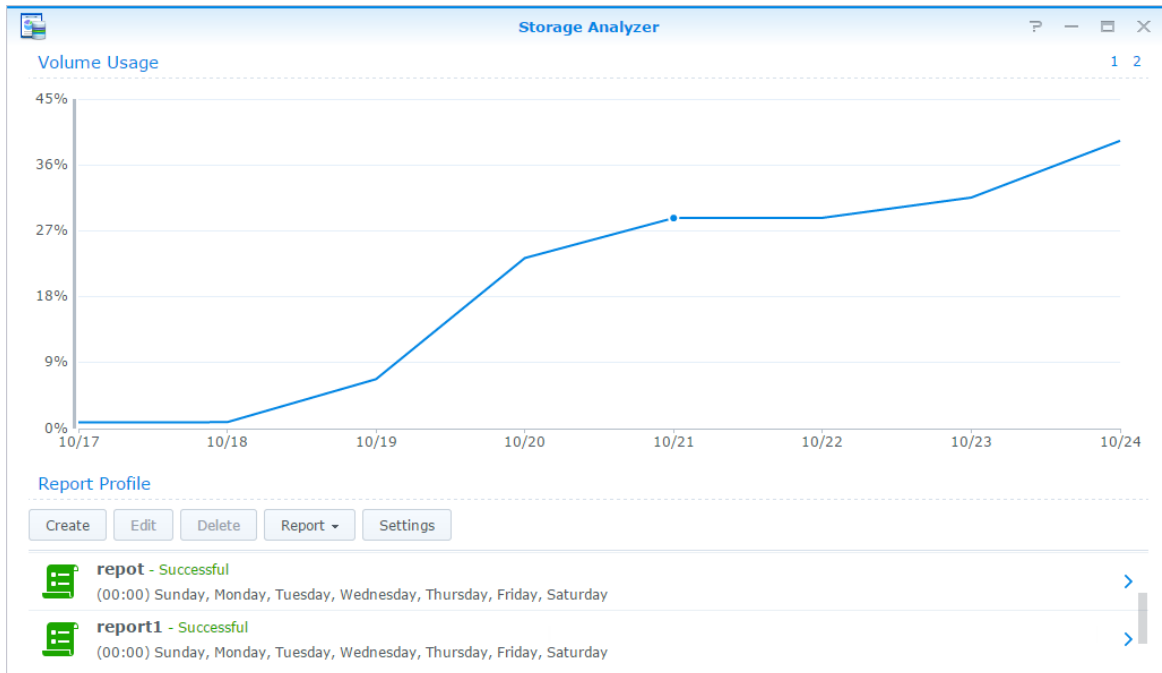 Storage Analyzer
Volume Usage
1 2
45%
36%
27%
18%
9%
0%
10/17 10/18 10/19 10/20 10/21 10/22 10/23 10/24
Report Profile
Create Edit Delete Report Settings
repot - Successful
(00:00) Sunday, Monday, Tuesday, Wednesday, Thursday, Friday, Saturday
report1 - Successful
(00:00) Sunday, Monday, Tuesday, Wednesday, Thursday, Friday, Saturday